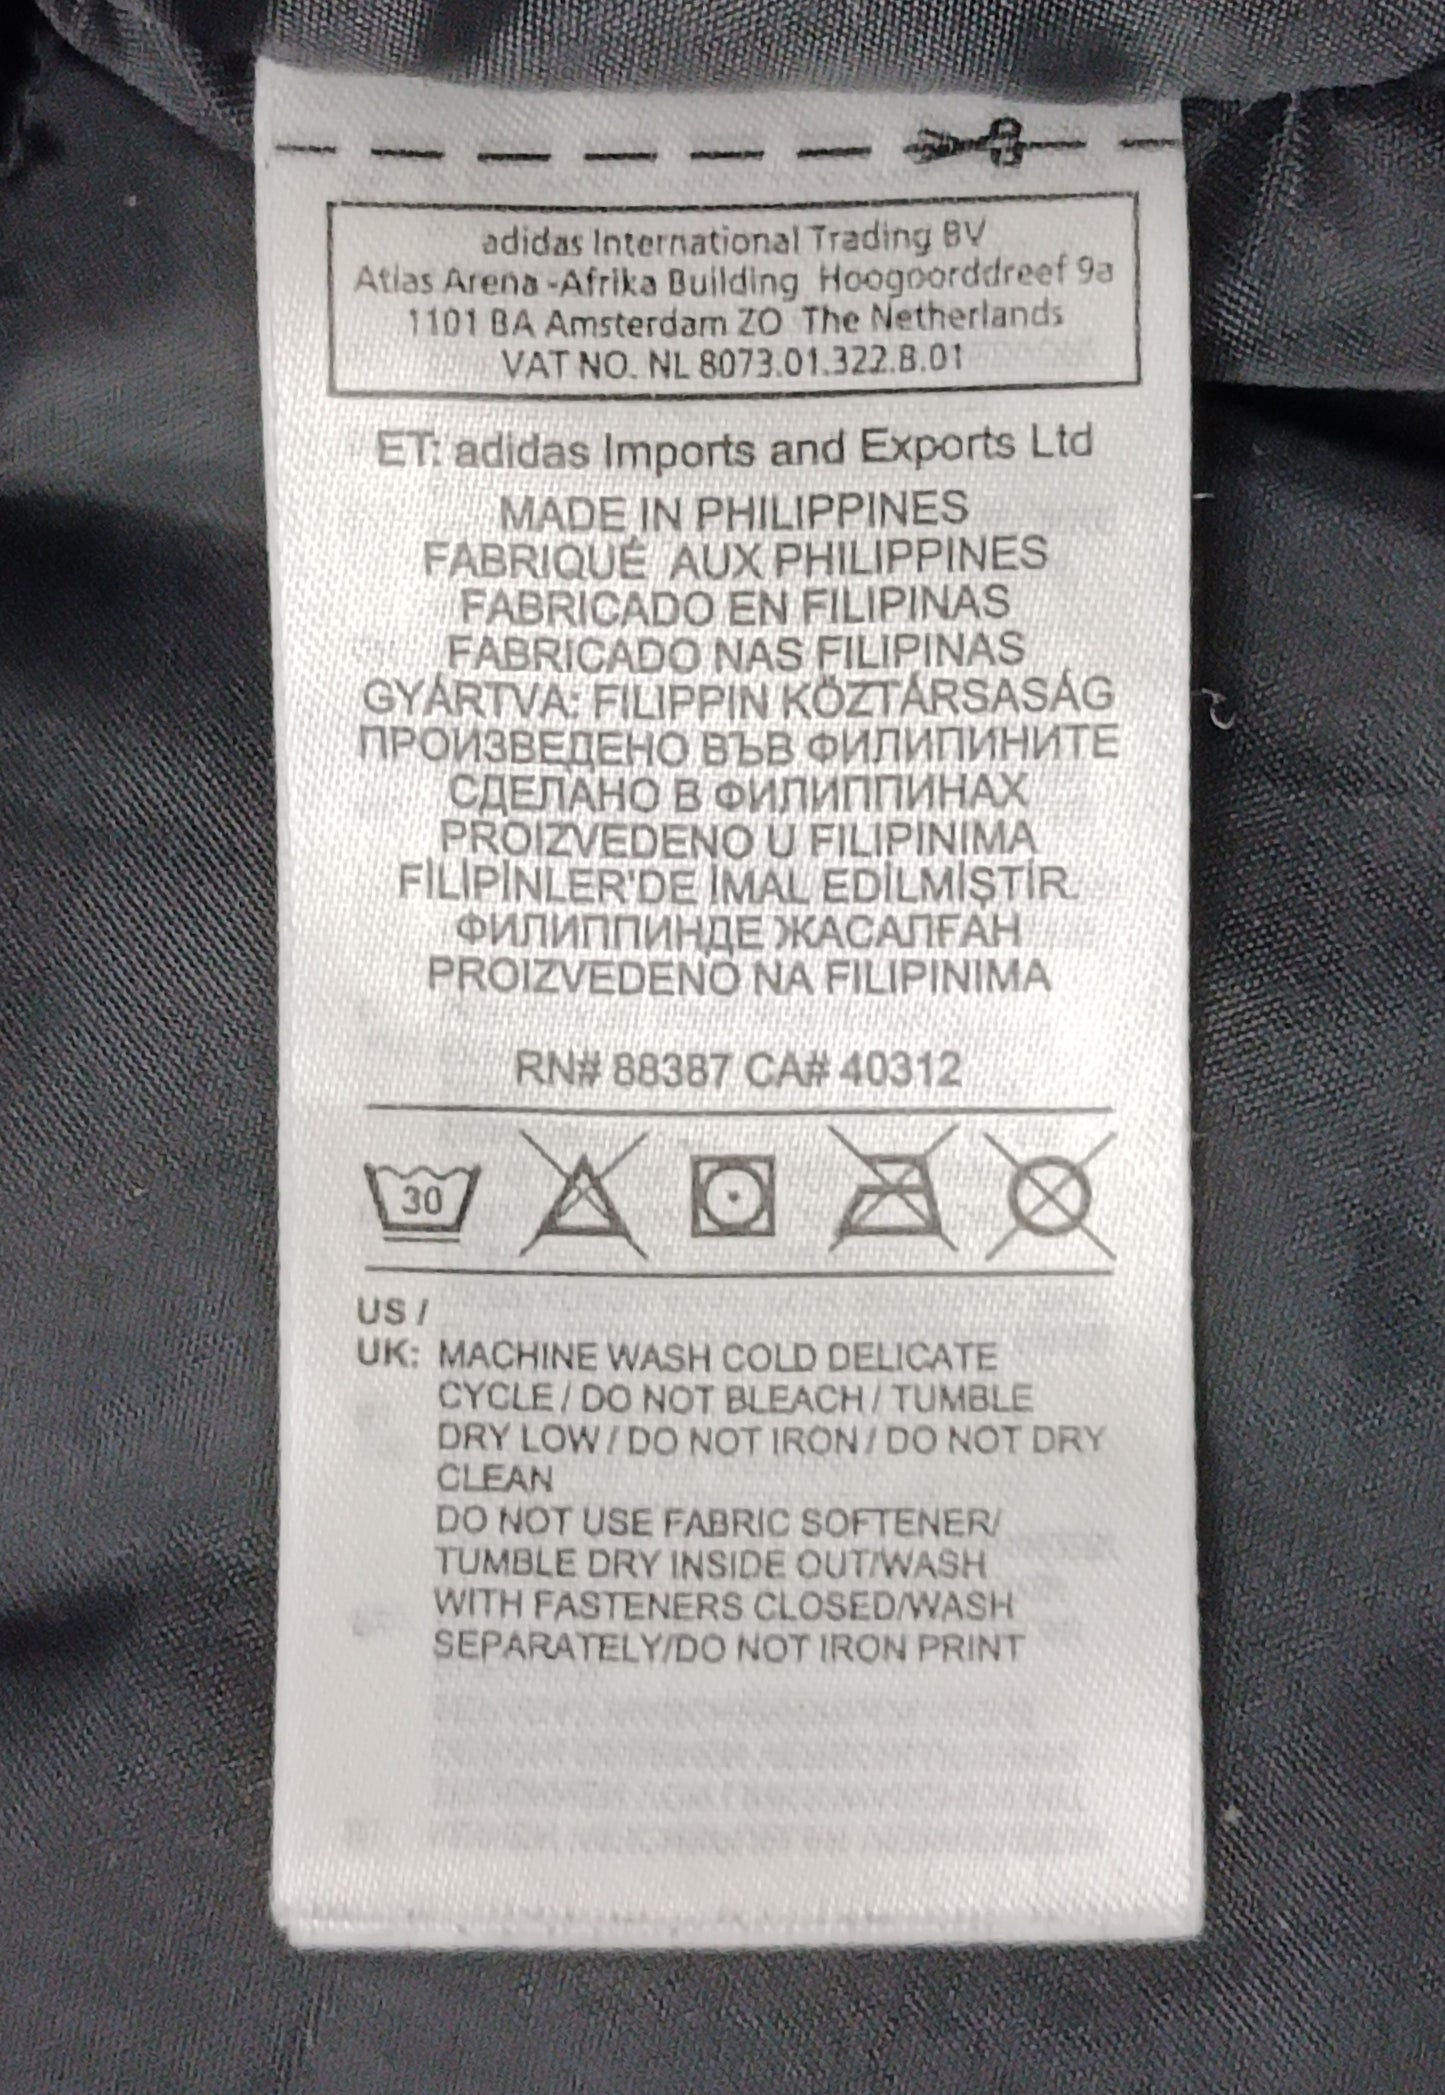 adidas International Trading BV
Atlas Arena -Afrika Building Hoogoorddreef 9a
1101 BA Amsterdam ZO The Netherlands
VAT NO. NL 8073.01.322.B.01
ET: adidas Imports and Exports Ltd
MADE IN PHILIPPINES
FABRIQUÉ AUX PHILIPPINES
FABRICADO EN FILIPINAS
FABRICADO NAS FILIPINAS
GYÁRTVA: FILIPPIN KÖZTÁRSASÁG
ПРОИЗВЕДЕНО ВЪВ ФИЛИПИНИТЕ
СДЕЛАНО В ФИЛИППИНАХ
PROIZVEDENO U FILIPINIMA
FİLİPİNLER'DE İMAL EDİLMİŞTİR.
ФИЛИППИНДЕ ЖАСАЛҒАН
PROIZVEDENO NA FILIPINIMA
RN# 88387 CA# 40312
30
US /
UK: MACHINE WASH COLD DELICATE
CYCLE / DO NOT BLEACH / TUMBLE
DRY LOW / DO NOT IRON / DO NOT DRY
CLEAN
DO NOT USE FABRIC SOFTENER/
TUMBLE DRY INSIDE OUT/WASH
WITH FASTENERS CLOSED/WASH
SEPARATELY/DO NOT IRON PRINT